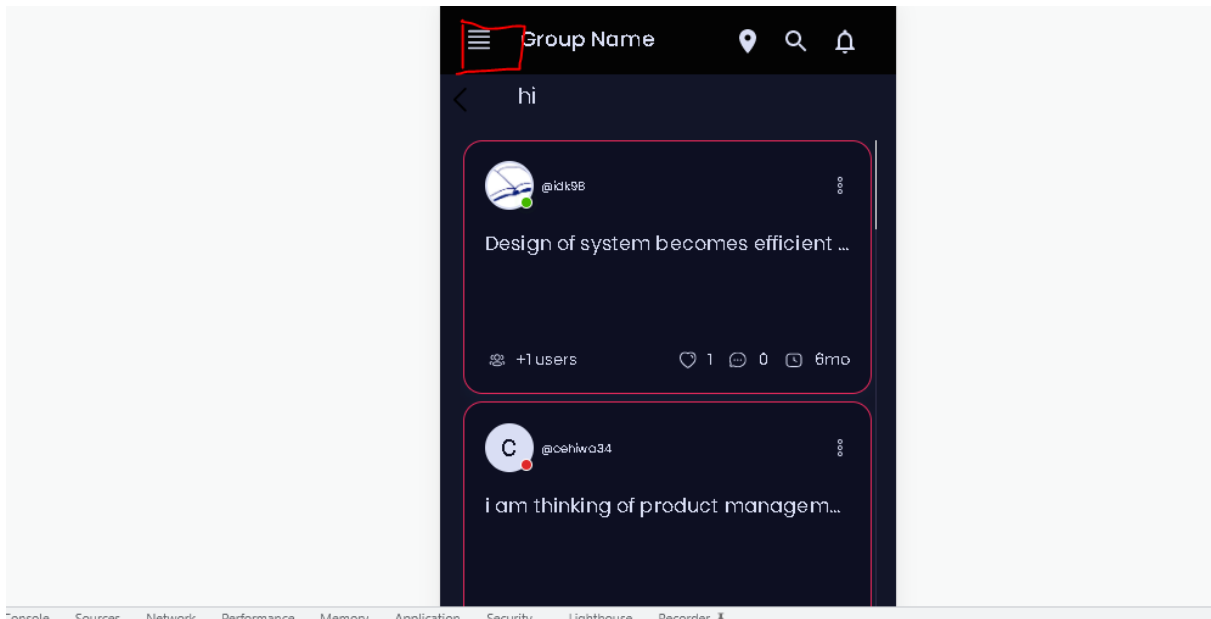 Group Name
hi
@idk98
Design of system becomes efficient ...
+1 users 1 0 6mo
C @cehiwa34
i am thinking of product managem...
Console Sources Network Performance Memory Application Security Lighthouse Recorder